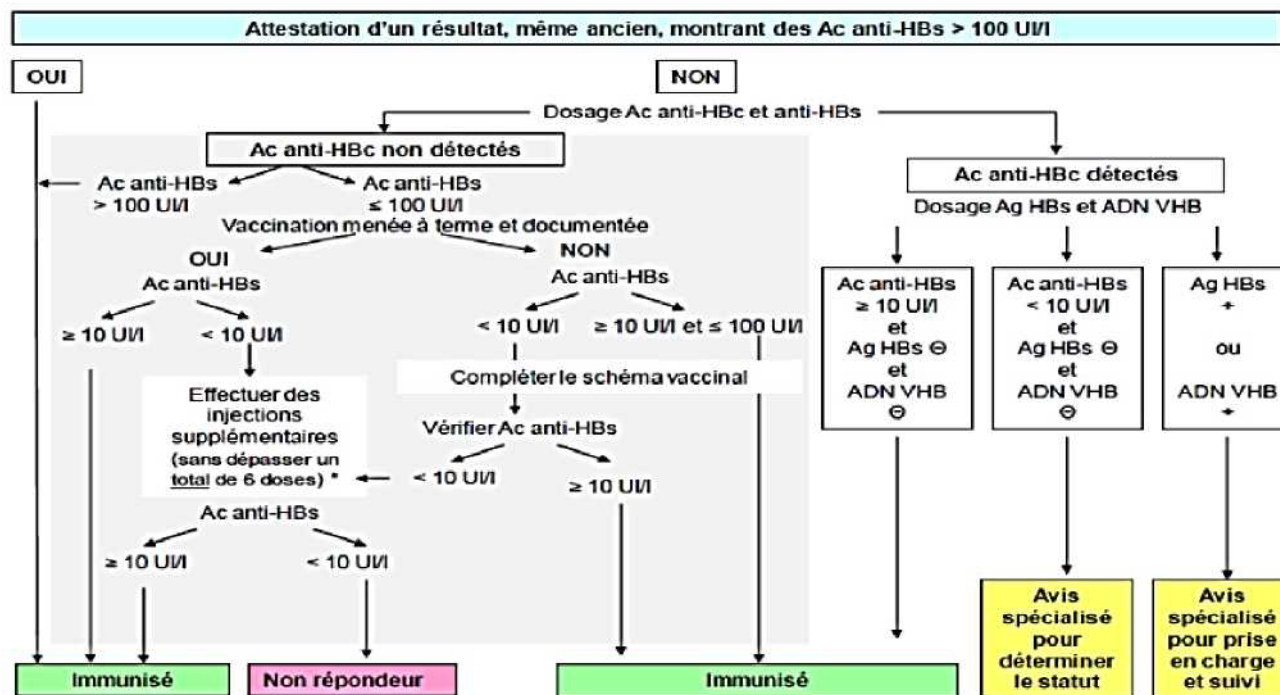 Attestation d'un résultat, même ancien, montrant des Ac anti-HBs > 100 UI/l
OUI
NON
Dosage Ac anti-HBc et anti-HBs
Ac anti-HBc non détectés
Ac anti-HBs
> 100 UI/l
Ac anti-HBs
≤ 100 UI/l
Vaccination menée à terme et documentée
OUI
Ac anti-HBs
≥ 10 UI/l
< 10 UI/l
Effectuer des
injections
supplémentaires
(sans dépasser un
total de 6 doses) *
Ac anti-HBs
≥ 10 UI/l
< 10 UI/l
NON
Ac anti-HBs
< 10 UI/l
≥ 10 UI/l et ≤ 100 UI/l
Compléter le schéma vaccinal
Vérifier Ac anti-HBs
< 10 UI/l
≥ 10 UI/l
Ac anti-HBc détectés
Dosage Ag HBs et ADN VHB
Ac anti-HBs
≥ 10 UI/l
et
Ag HBs ⊖
et
ADN VHB
⊖
Ac anti-HBs
< 10 UI/l
et
Ag HBs ⊖
et
ADN VHB
⊖
Ag HBs
+
ou
ADN VHB
+
Immunisé
Non répondeur
Immunisé
Avis
spécialisé
pour
déterminer
le statut
Avis
spécialisé
pour prise
en charge
et suivi